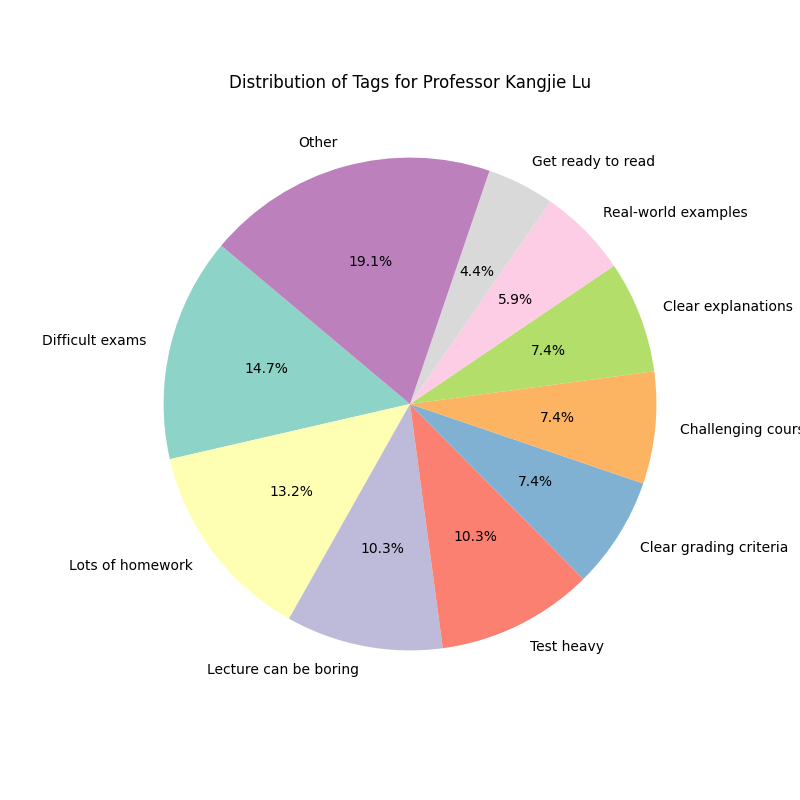 Distribution of Tags for Professor Kangjie Lu
Other
Get ready to read
Real-world examples
19.1%
4.4%
5.9%
Clear explanations
Difficult exams
7.4%
14.7%
7.4%
Challenging cours
7.4%
13.2%
10.3%
10.3%
Clear grading criteria
Lots of homework
Test heavy
Lecture can be boring